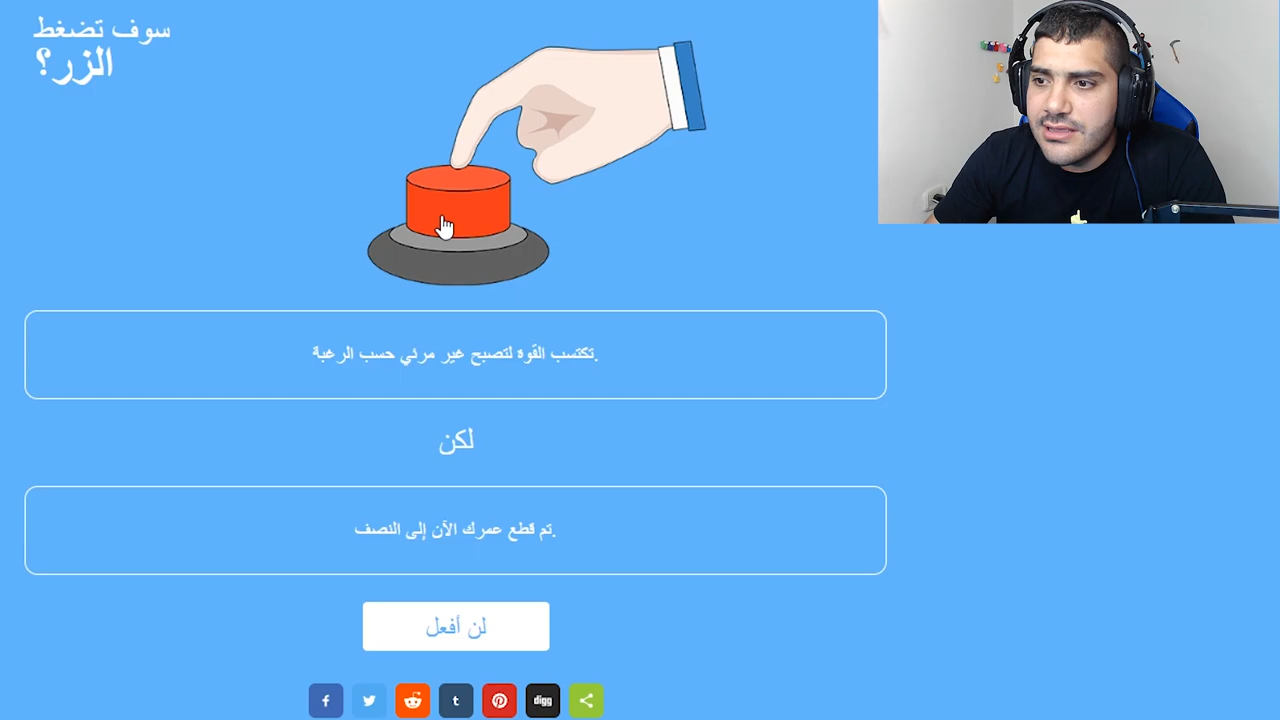 سوف تضغط
الزر؟
تكتسب القوة لتصبح غير مرئي حسب الرغبة.
لكن
تم قطع عمرك الآن إلى النصف.
لن أفعل
f
t
digg